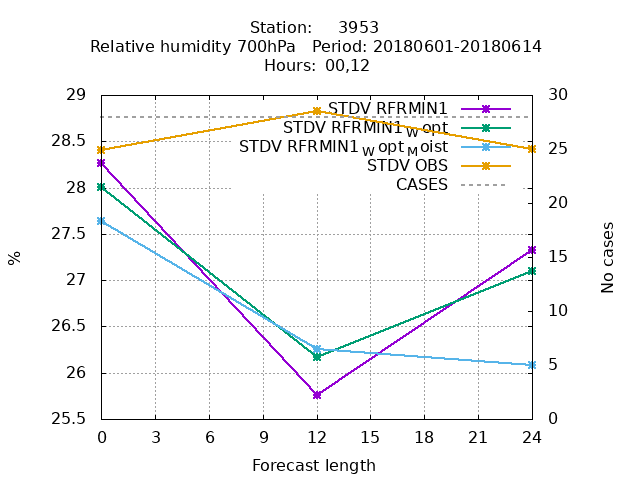 Station: 3953
Relative humidity 700hPa Period: 20180601-20180614
Hours: 00,12
STDV RFRMIN1
STDV RFRMIN1_W opt
STDV RFRMIN1_W opt_M oist
STDV OBS
CASES
29
28.5
28
27.5
27
26.5
26
25.5
%
30
25
20
15
10
5
0
No cases
0 3 6 9 12 15 18 21 24
Forecast length